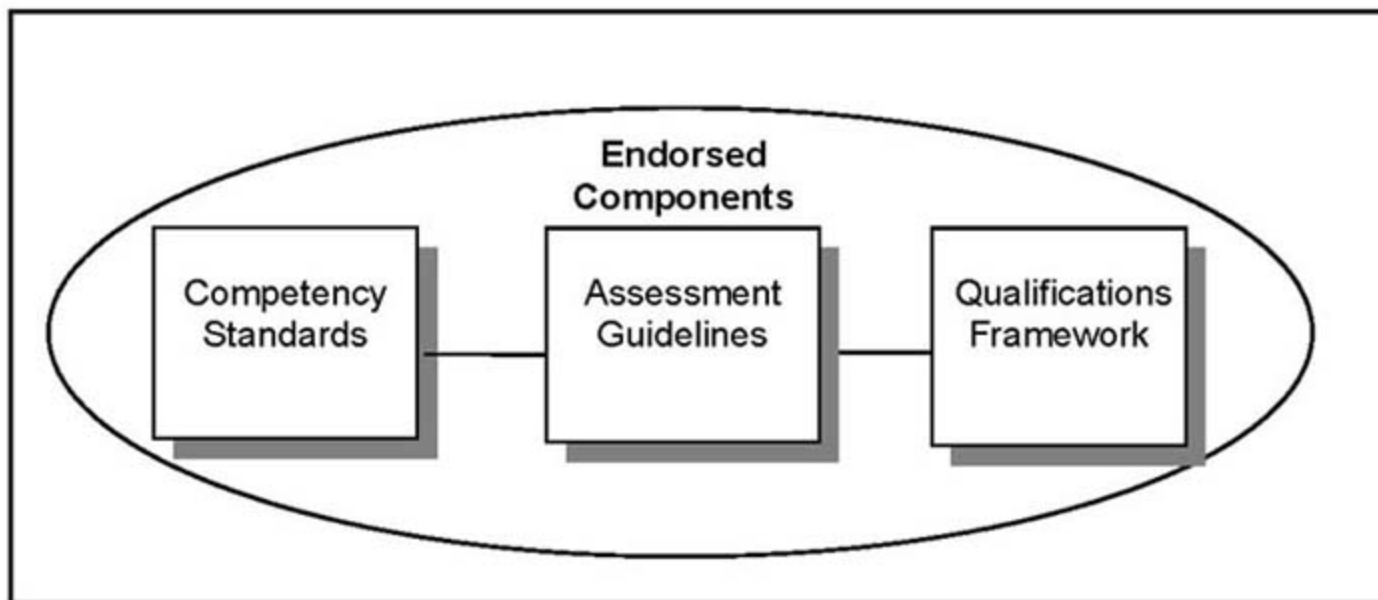 Endorsed
Components
Competency
Standards
Assessment
Guidelines
Qualifications
Framework